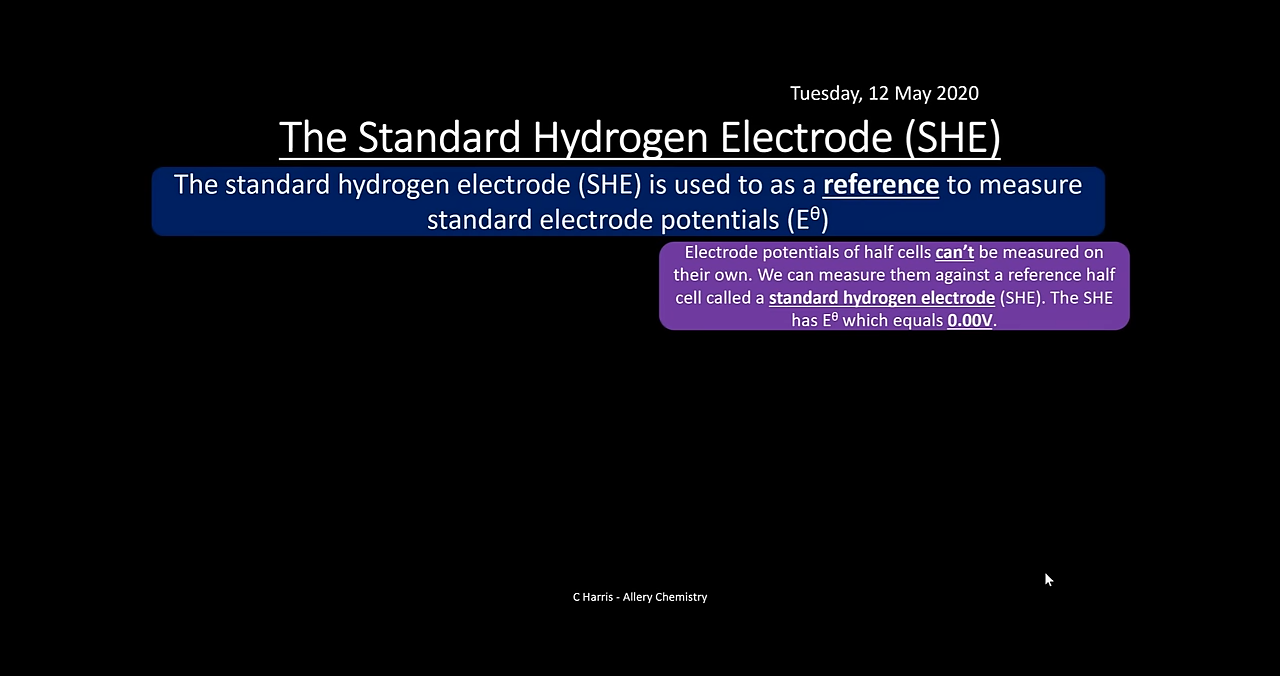 Tuesday, 12 May 2020
The Standard Hydrogen Electrode (SHE)
The standard hydrogen electrode (SHE) is used to as a reference to measure
standard electrode potentials (Eᶿ)
Electrode potentials of half cells can’t be measured on
their own. We can measure them against a reference half
cell called a standard hydrogen electrode (SHE). The SHE
has Eᶿ which equals 0.00V.
C Harris - Allery Chemistry